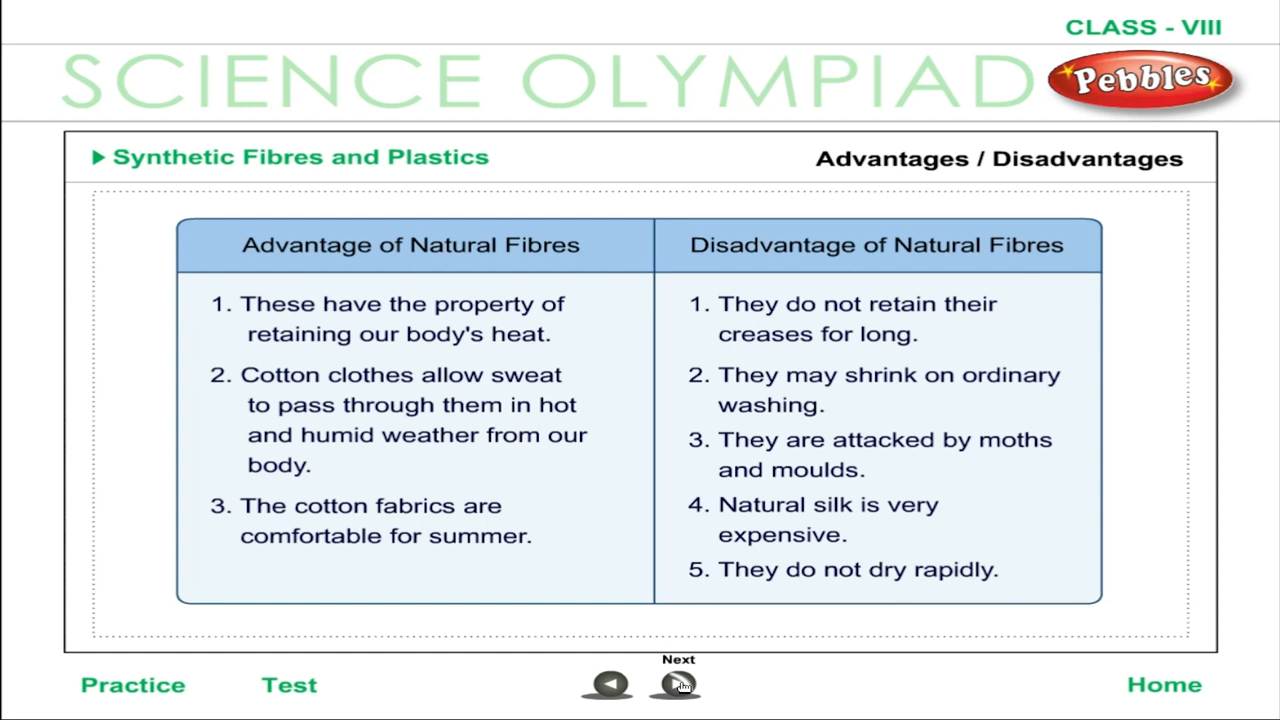 CLASS - VIII
SCIENCE OLYMPIAD
Pebbles
Synthetic Fibres and Plastics
Advantages / Disadvantages
Advantage of Natural Fibres
1. These have the property of
retaining our body's heat.
2. Cotton clothes allow sweat
to pass through them in hot
and humid weather from our
body.
3. The cotton fabrics are
comfortable for summer.
Disadvantage of Natural Fibres
1. They do not retain their
creases for long.
2. They may shrink on ordinary
washing.
3. They are attacked by moths
and moulds.
4. Natural silk is very
expensive.
5. They do not dry rapidly.
Next
Practice
Test
Home